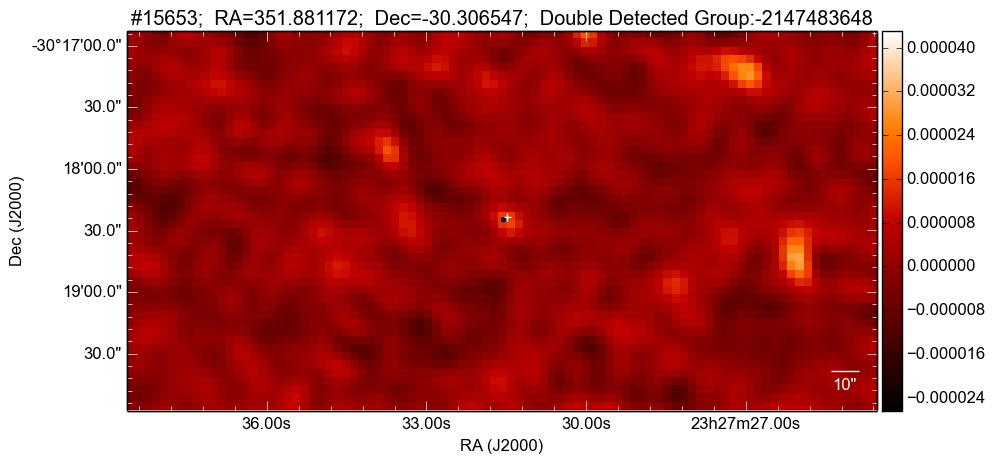 #15653;  RA=351.881172;  Dec=-30.306547;  Double Detected Group:-2147483648
-30°17'00.0"
30.0"
18'00.0"
30.0"
19'00.0"
30.0"
Dec (J2000)
36.00s
33.00s
30.00s
23h27m27.00s
RA (J2000)
10"
0.000040
0.000032
0.000024
0.000016
0.000008
0.000000
−0.000008
−0.000016
−0.000024